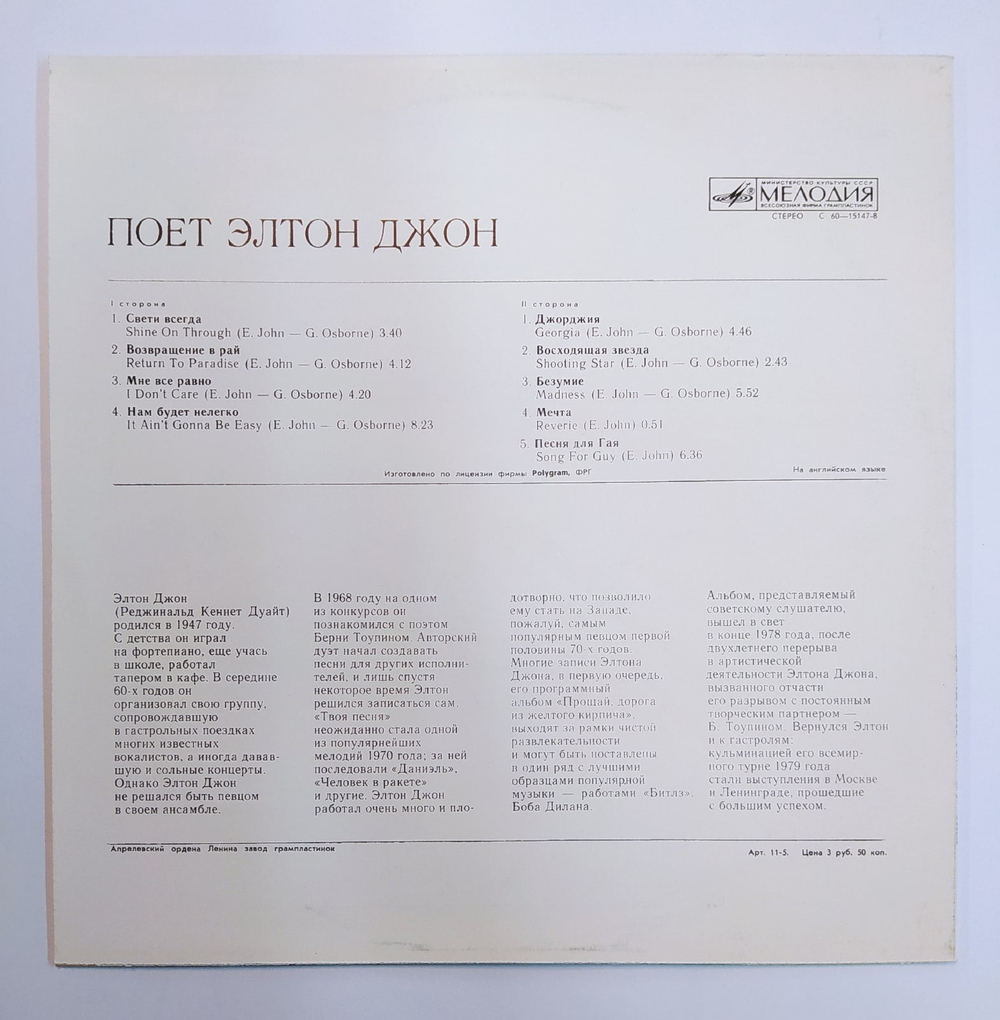 МИНИСТЕРСТВО КУЛЬТУРЫ СССР
МЕЛОДИЯ
ВСЕСОЮЗНАЯ ФИРМА ГРАМПЛАСТИНОК
СТЕРЕО С 60—15147-8
ПОЕТ ЭЛТОН ДЖОН
I сторона
1. Свети всегда
Shine On Through (E. John — G. Osborne) 3.40
2. Возвращение в рай
Return To Paradise (E. John — G. Osborne) 4.12
3. Мне все равно
I Don't Care (E. John — G. Osborne) 4.20
4. Нам будет нелегко
It Ain't Gonna Be Easy (E. John — G. Osborne) 8.23
II сторона
1. Джорджия
Georgia (E. John — G. Osborne) 4.46
2. Восходящая звезда
Shooting Star (E. John — G. Osborne) 2.43
3. Безумие
Madness (E. John — G. Osborne) 5.52
4. Мечта
Reverie (E. John) 0.51
5. Песня для Гая
Song For Guy (E. John) 6.36
Изготовлено по лицензии фирмы Polygram, ФРГ
На английском языке
Элтон Джон
(Реджинальд Кеннет Дуайт)
родился в 1947 году.
С детства он играл
на фортепиано, еще учась
в школе, работал
тапером в кафе. В середине
60-х годов он
организовал свою группу,
сопровождавшую
в гастрольных поездках
многих известных
вокалистов, а иногда давав-
шую и сольные концерты.
Однако Элтон Джон
не решался быть певцом
в своем ансамбле.
В 1968 году на одном
из конкурсов он
познакомился с поэтом
Берни Тоупином. Авторский
дуэт начал создавать
песни для других исполни-
телей, и лишь спустя
некоторое время Элтон
решился записаться сам.
«Твоя песня»
неожиданно стала одной
из популярнейших
мелодий 1970 года; за ней
последовали «Даниэль»,
«Человек в ракете»
и другие. Элтон Джон
работал очень много и пло-
дотворно, что позволило
ему стать на Западе,
пожалуй, самым
популярным певцом первой
половины 70-х годов.
Многие записи Элтона
Джона, в первую очередь,
его программный
альбом «Прощай, дорога
из желтого кирпича»,
выходят за рамки чистой
развлекательности
и могут быть поставлены
в один ряд с лучшими
образцами популярной
музыки — работами «Битлз»,
Боба Дилана.
Альбом, представляемый
советскому слушателю,
вышел в свет
в конце 1978 года, после
двухлетнего перерыва
в артистической
деятельности Элтона Джона,
вызванного отчасти
его разрывом с постоянным
творческим партнером —
Б. Тоупином. Вернулся Элтон
и к гастролям:
кульминацией его всемир-
ного турне 1979 года
стали выступления в Москве
и Ленинграде, прошедшие
с большим успехом.
Апрелевский ордена Ленина завод грампластинок
Арт. 11-5. Цена 3 руб. 50 коп.